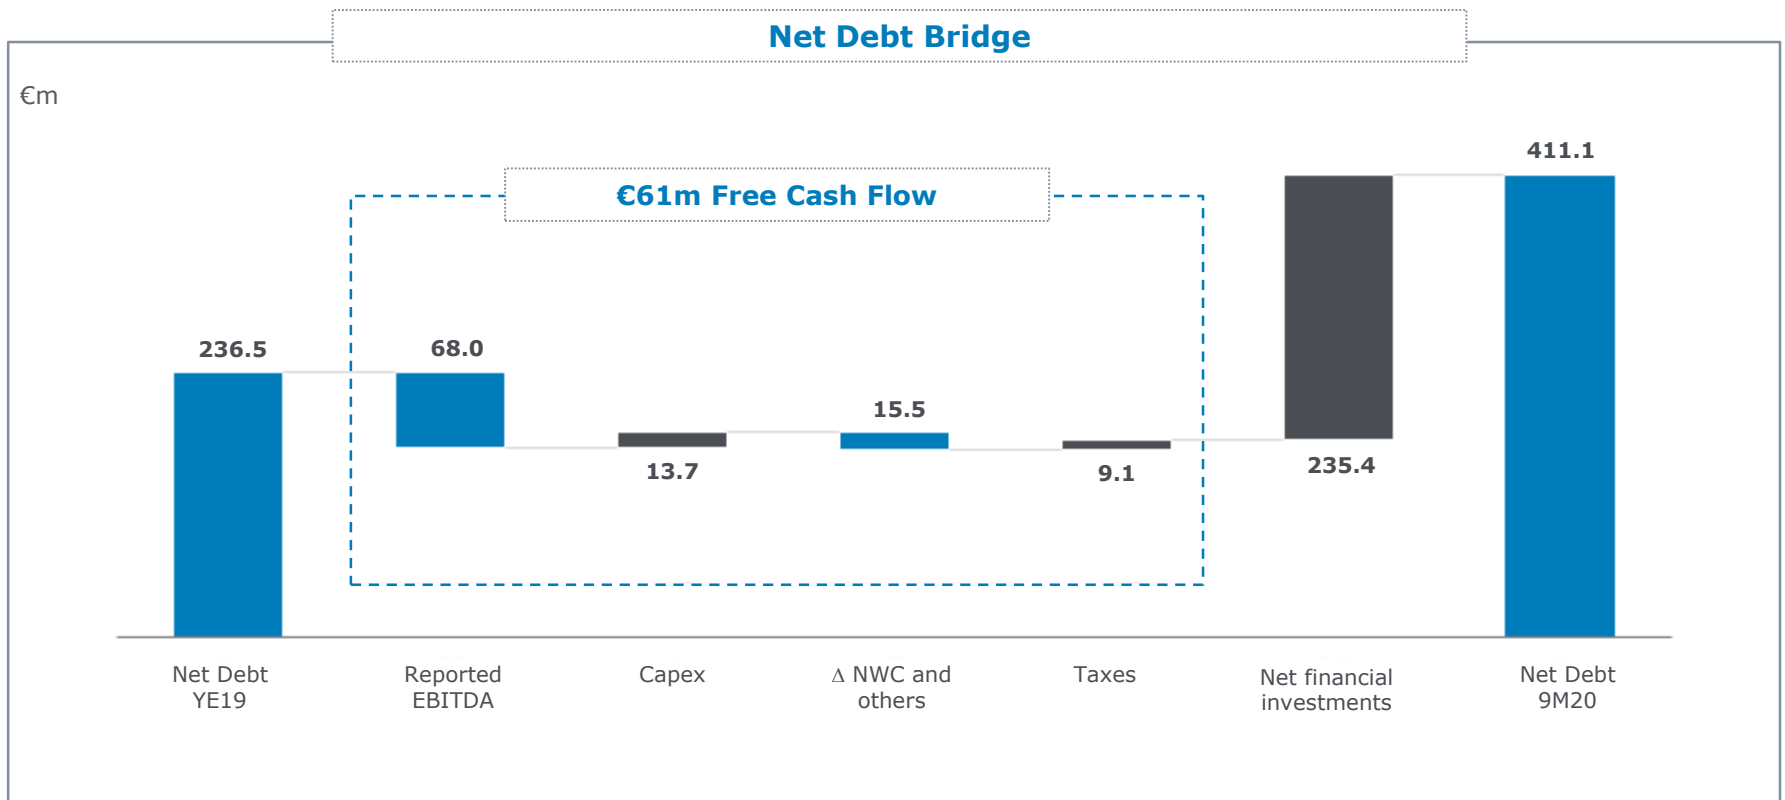 Net Debt Bridge
€m
€61m Free Cash Flow
236.5
68.0
13.7
15.5
9.1
235.4
411.1
Net Debt
YE19
Reported
EBITDA
Capex
Δ NWC and
others
Taxes
Net financial
investments
Net Debt
9M20